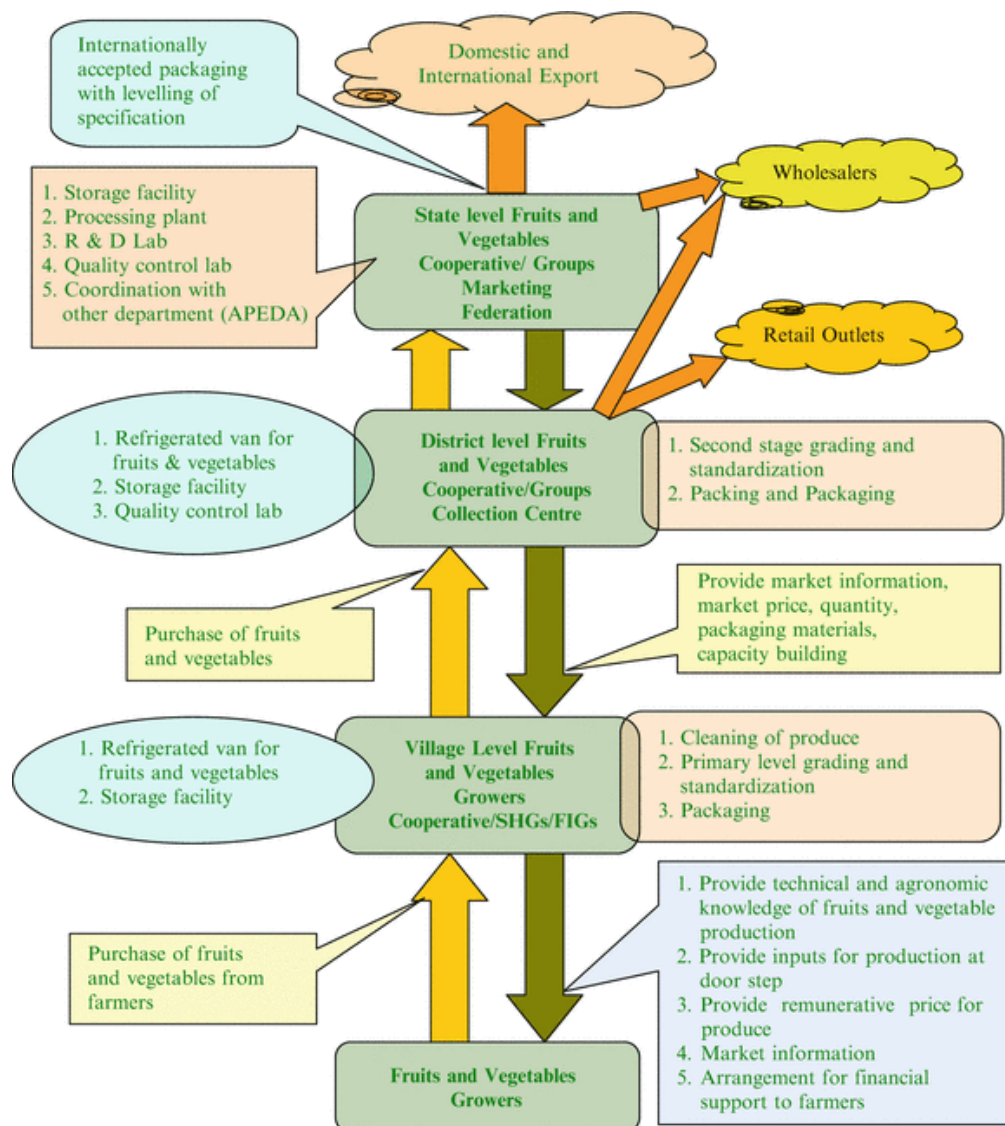 Internationally
accepted packaging
with levelling of
specification
Domestic and
International Export
Wholesalers
1. Storage facility
2. Processing plant
3. R & D Lab
4. Quality control lab
5. Coordination with
other department (APEDA)
State level Fruits and
Vegetables
Cooperative/ Groups
Marketing
Federation
Retail Outlets
1. Refrigerated van for
fruits & vegetables
2. Storage facility
3. Quality control lab
District level Fruits
and Vegetables
Cooperative/Groups
Collection Centre
1. Second stage grading and
standardization
2. Packing and Packaging
Purchase of fruits
and vegetables
Provide market information,
market price, quantity,
packaging materials,
capacity building
1. Refrigerated van for
fruits and vegetables
2. Storage facility
Village Level Fruits
and Vegetables
Growers
Cooperative/SHGs/FIGs
1. Cleaning of produce
2. Primary level grading and
standardization
3. Packaging
Purchase of fruits
and vegetables from
farmers
1. Provide technical and agronomic
knowledge of fruits and vegetable
production
2. Provide inputs for production at
door step
3. Provide remunerative price for
produce
4. Market information
5. Arrangement for financial
support to farmers
Fruits and Vegetables
Growers